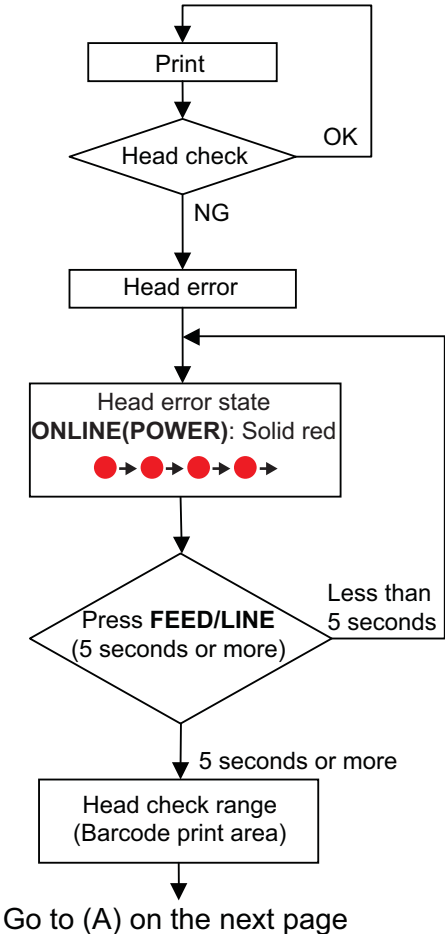 Print
Head check
OK
NG
Head error
Head error state
ONLINE(POWER): Solid red
Press FEED/LINE
(5 seconds or more)
Less than
5 seconds
5 seconds or more
Head check range
(Barcode print area)
Go to (A) on the next page